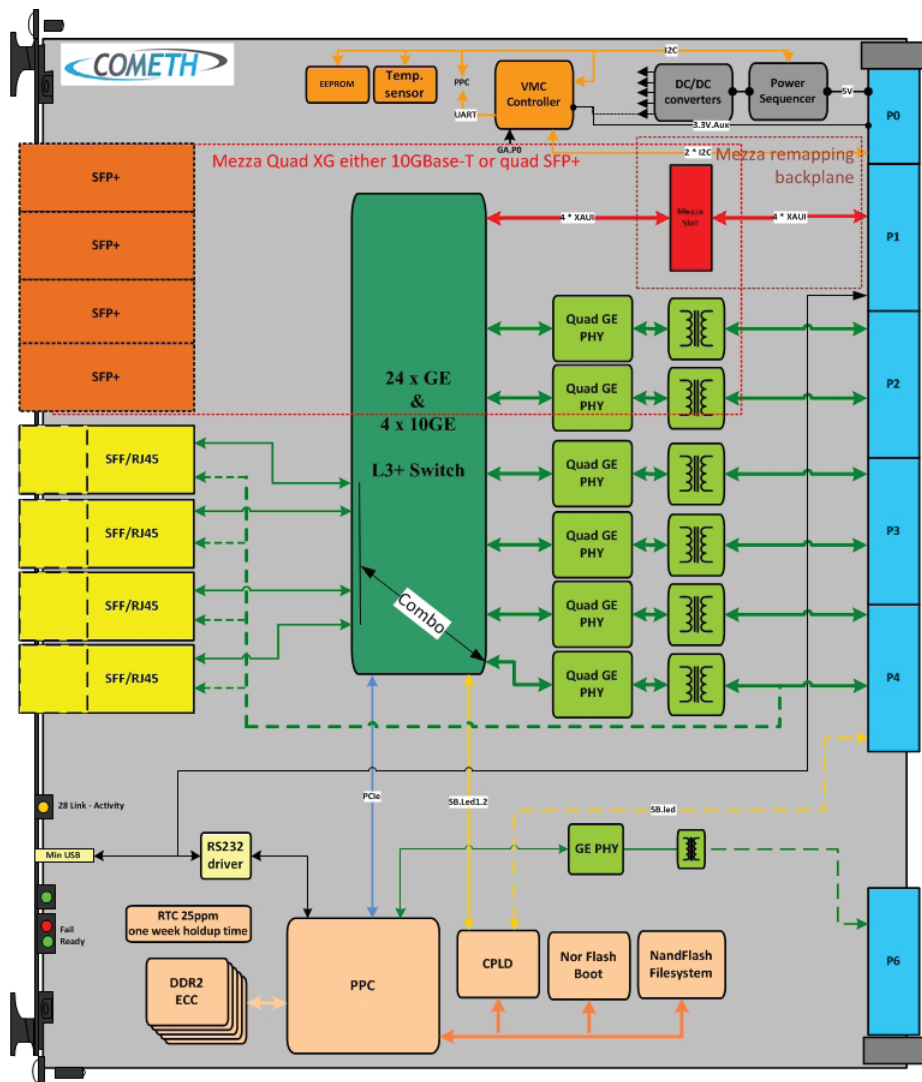 COMETH
EEPROM
Temp.
sensor
PPC
UART
VMC
Controller
GA.P0
I2C
DC/DC
converters
Power
Sequencer
5V
3.3V.Aux
2 * I2C
P0
Mezza Quad XG either 10GBase-T or quad SFP+
Mezza remapping
backplane
SFP+
SFP+
SFP+
SFP+
4 * XAUI
Mezza
Slot
4 * XAUI
P1
24 x GE
&
4 x 10GE
L3+ Switch
Combo
Quad GE
PHY
Quad GE
PHY
Quad GE
PHY
Quad GE
PHY
Quad GE
PHY
Quad GE
PHY
P2
P3
P4
SFF/RJ45
SFF/RJ45
SFF/RJ45
SFF/RJ45
28 Link - Activity
PCIe
SB.Led1.2
SB.led
Min USB
RS232
driver
GE PHY
Fail
Ready
RTC 25ppm
one week holdup time
DDR2
ECC
PPC
CPLD
Nor Flash
Boot
NandFlash
Filesystem
P6